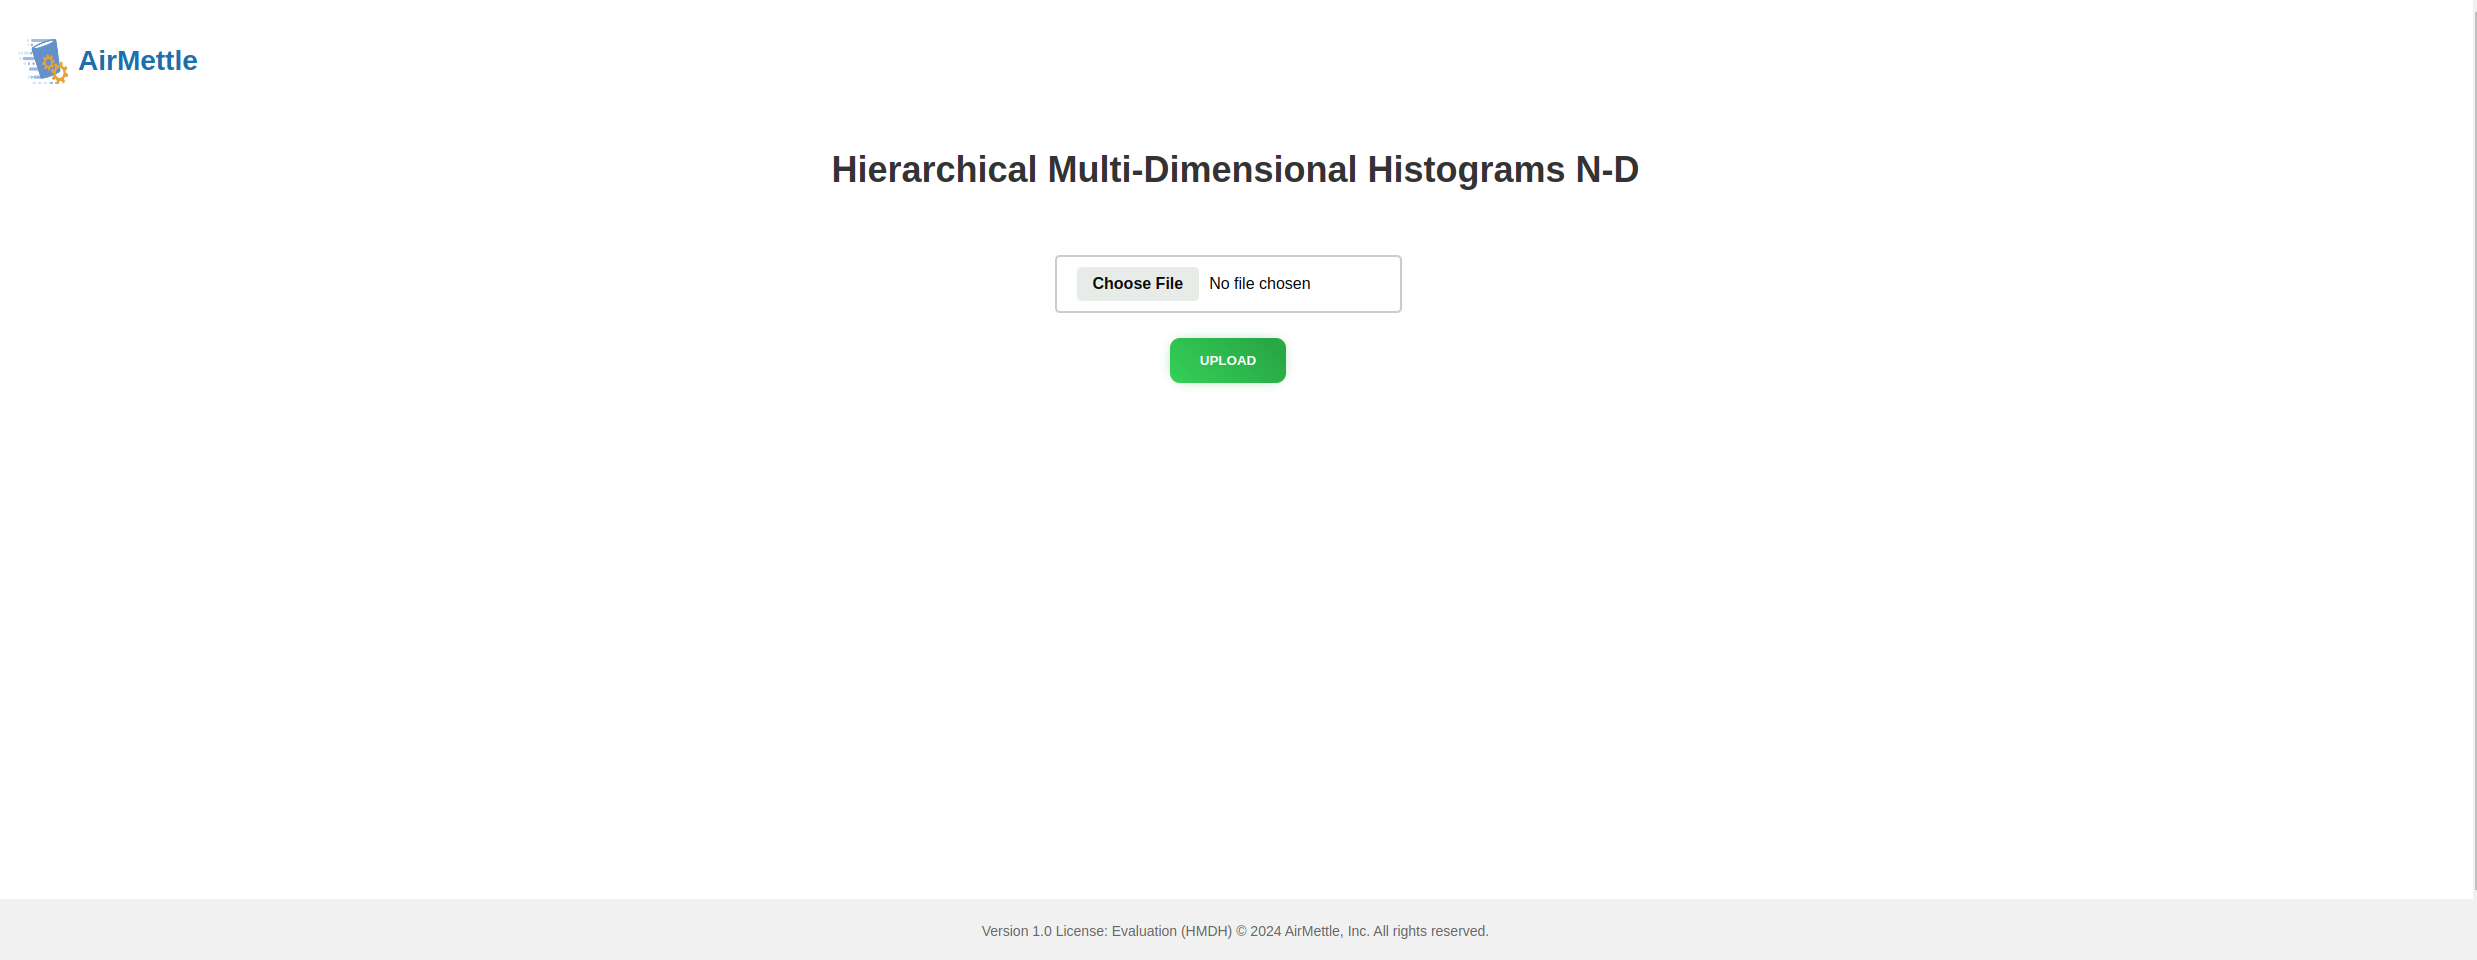 AirMettle
Hierarchical Multi-Dimensional Histograms N-D
Choose File No file chosen
UPLOAD
Version 1.0 License: Evaluation (HMDH) © 2024 AirMettle, Inc. All rights reserved.